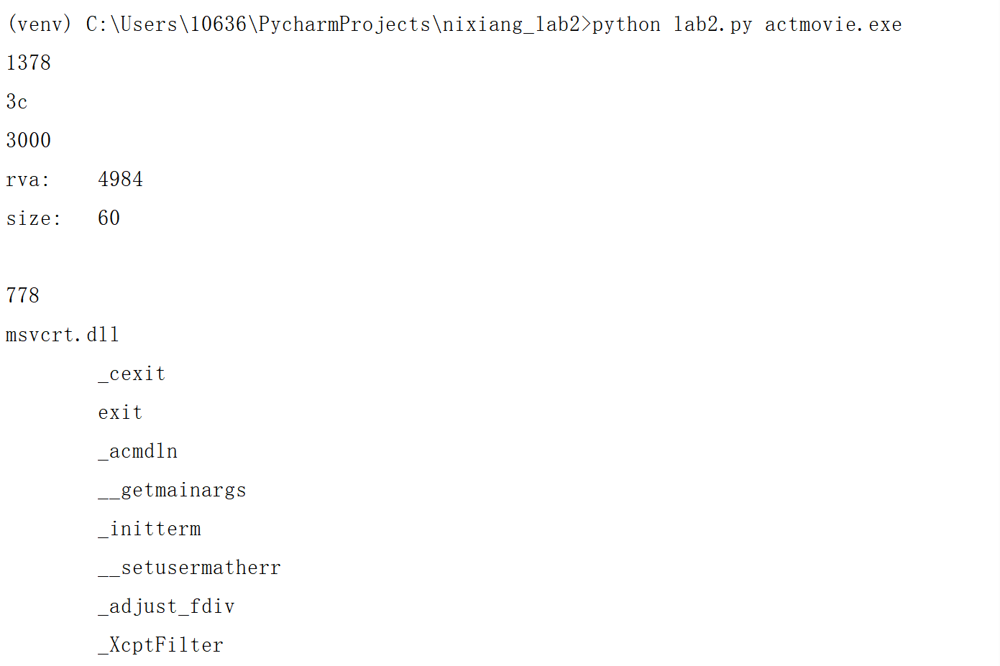 (venv) C:\Users\10636\PycharmProjects\nixiang_lab2>python lab2.py actmovie.exe
1378
3c
3000
rva:    4984
size:   60
778
msvcrt.dll
        _cexit
        exit
        _acmdln
        __getmainargs
        _initterm
        __setusermatherr
        _adjust_fdiv
        _XcptFilter